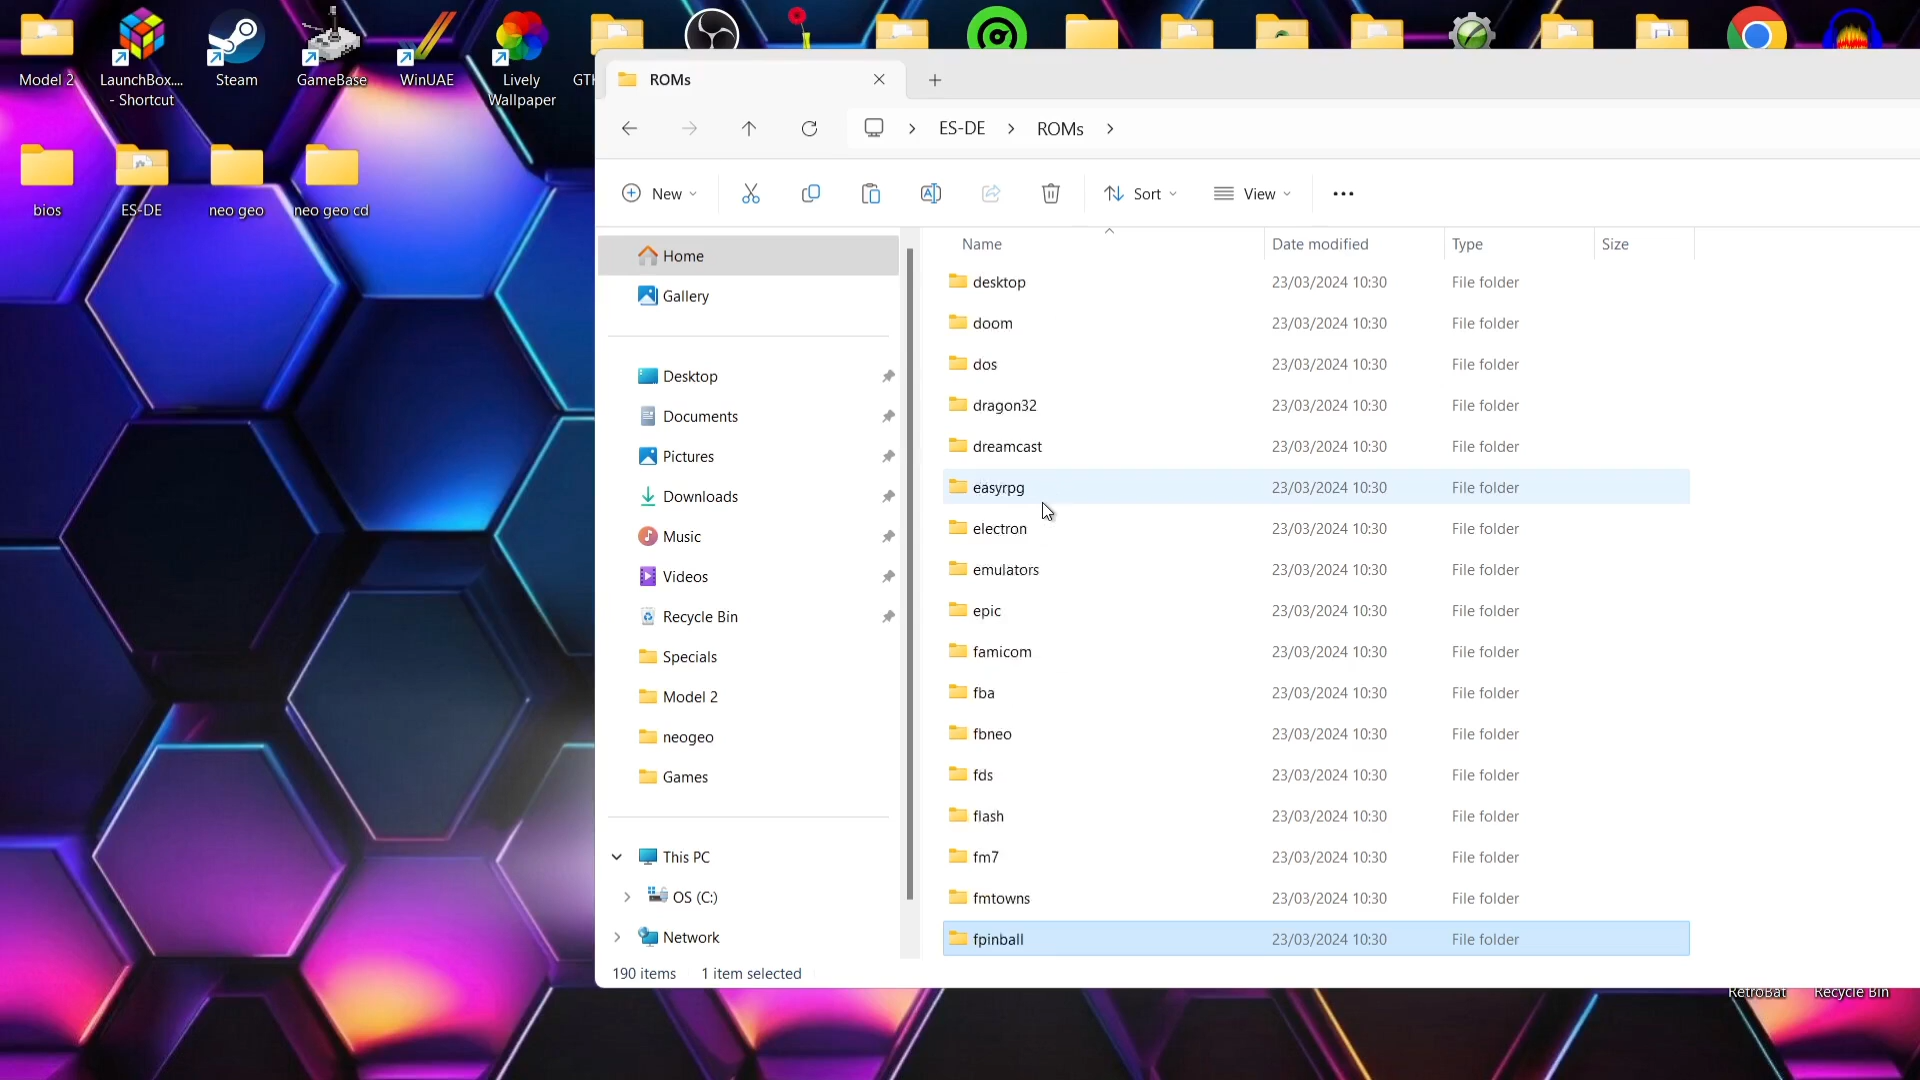 Model 2
LaunchBox....
- Shortcut
Steam
GameBase
WinUAE
Lively
Wallpaper
bios
ES-DE
neo geo
neo geo cd
ROMs
ES-DE
ROMs
New
Sort
View
Home
Gallery
Desktop
Documents
Pictures
Downloads
Music
Videos
Recycle Bin
Specials
Model 2
neogeo
Games
This PC
OS (C:)
Network
Name Date modified Type Size
desktop 23/03/2024 10:30 File folder
doom 23/03/2024 10:30 File folder
dos 23/03/2024 10:30 File folder
dragon32 23/03/2024 10:30 File folder
dreamcast 23/03/2024 10:30 File folder
easyrpg 23/03/2024 10:30 File folder
electron 23/03/2024 10:30 File folder
emulators 23/03/2024 10:30 File folder
epic 23/03/2024 10:30 File folder
famicom 23/03/2024 10:30 File folder
fba 23/03/2024 10:30 File folder
fbneo 23/03/2024 10:30 File folder
fds 23/03/2024 10:30 File folder
flash 23/03/2024 10:30 File folder
fm7 23/03/2024 10:30 File folder
fmtowns 23/03/2024 10:30 File folder
fpinball 23/03/2024 10:30 File folder
190 items 1 item selected
RetroBat
Recycle Bin